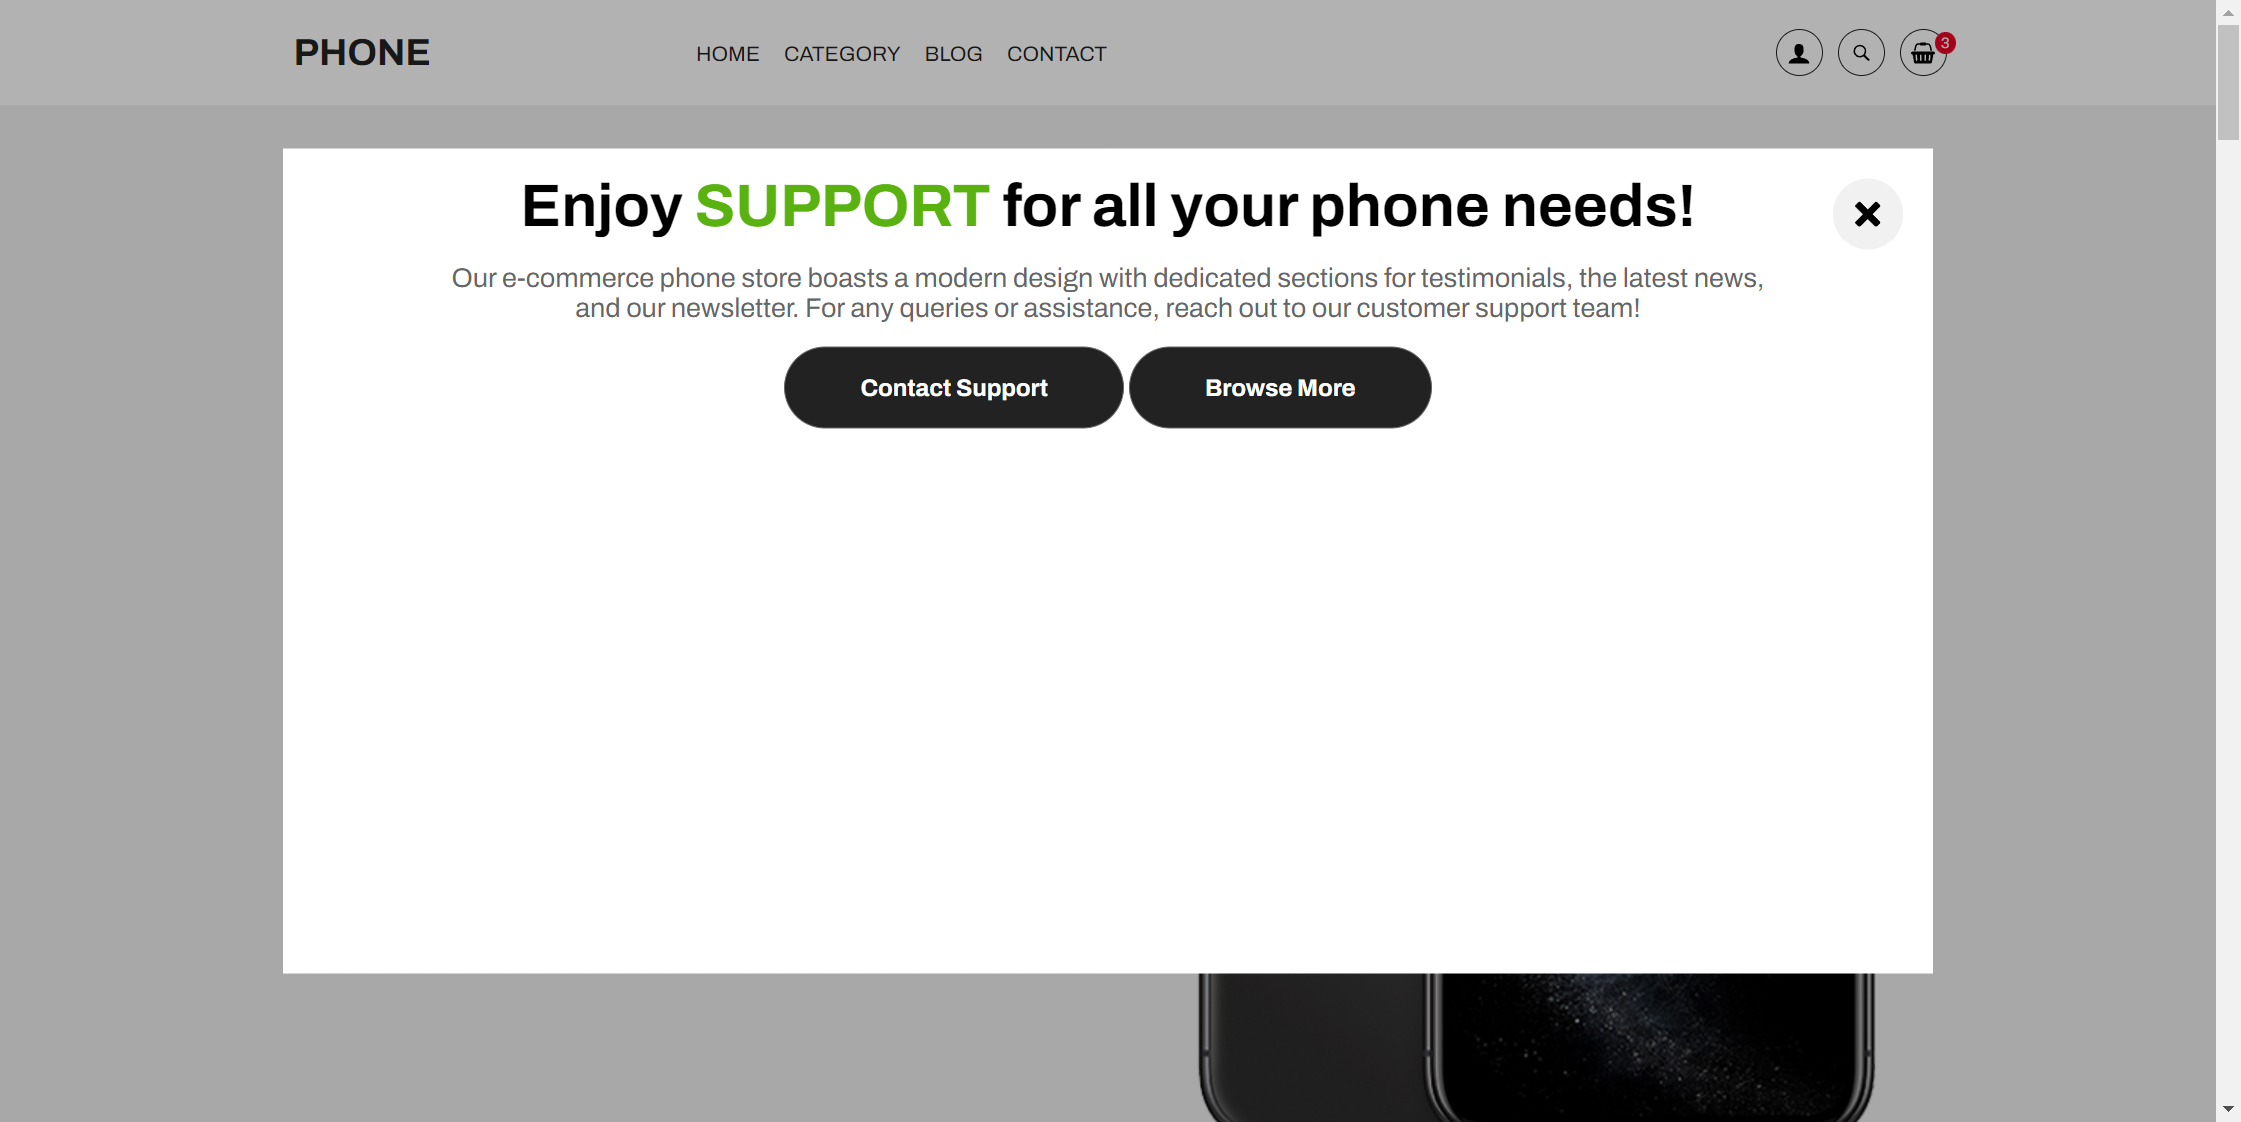 PHONE
HOME CATEGORY BLOG CONTACT
3
Enjoy SUPPORT for all your phone needs!
Our e-commerce phone store boasts a modern design with dedicated sections for testimonials, the latest news,
and our newsletter. For any queries or assistance, reach out to our customer support team!
Contact Support
Browse More